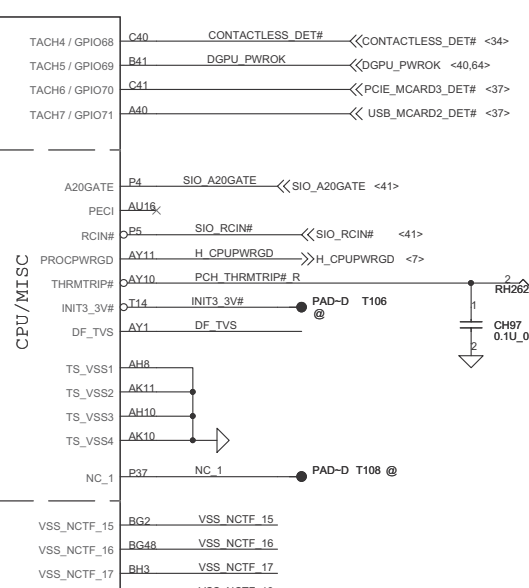 TACH4 / GPIO68 C40 CONTACTLESS_DET# CONTACTLESS_DET# <34>
TACH5 / GPIO69 B41 DGPU_PWROK DGPU_PWROK <40,64>
TACH6 / GPIO70 C41 PCIE_MCARD3_DET# <37>
TACH7 / GPIO71 A40 USB_MCARD2_DET# <37>
CPU/MISC
A20GATE P4 SIO_A20GATE SIO_A20GATE <41>
PECI AU16
RCIN# P5 SIO_RCIN# SIO_RCIN# <41>
PROCPWRGD AY11 H_CPUPWRGD H_CPUPWRGD <7>
THRMTRIP# AY10 PCH_THRMTRIP#_R 2
RH262
INIT3_3V# T14 INIT3_3V# PAD~D T106
@
1
DF_TVS AY1 DF_TVS
CH97
0.1U_0
2
TS_VSS1 AH8
TS_VSS2 AK11
TS_VSS3 AH10
TS_VSS4 AK10
NC_1 P37 NC_1 PAD~D T108 @
VSS_NCTF_15 BG2 VSS_NCTF_15
VSS_NCTF_16 BG48 VSS_NCTF_16
VSS_NCTF_17 BH3 VSS_NCTF_17